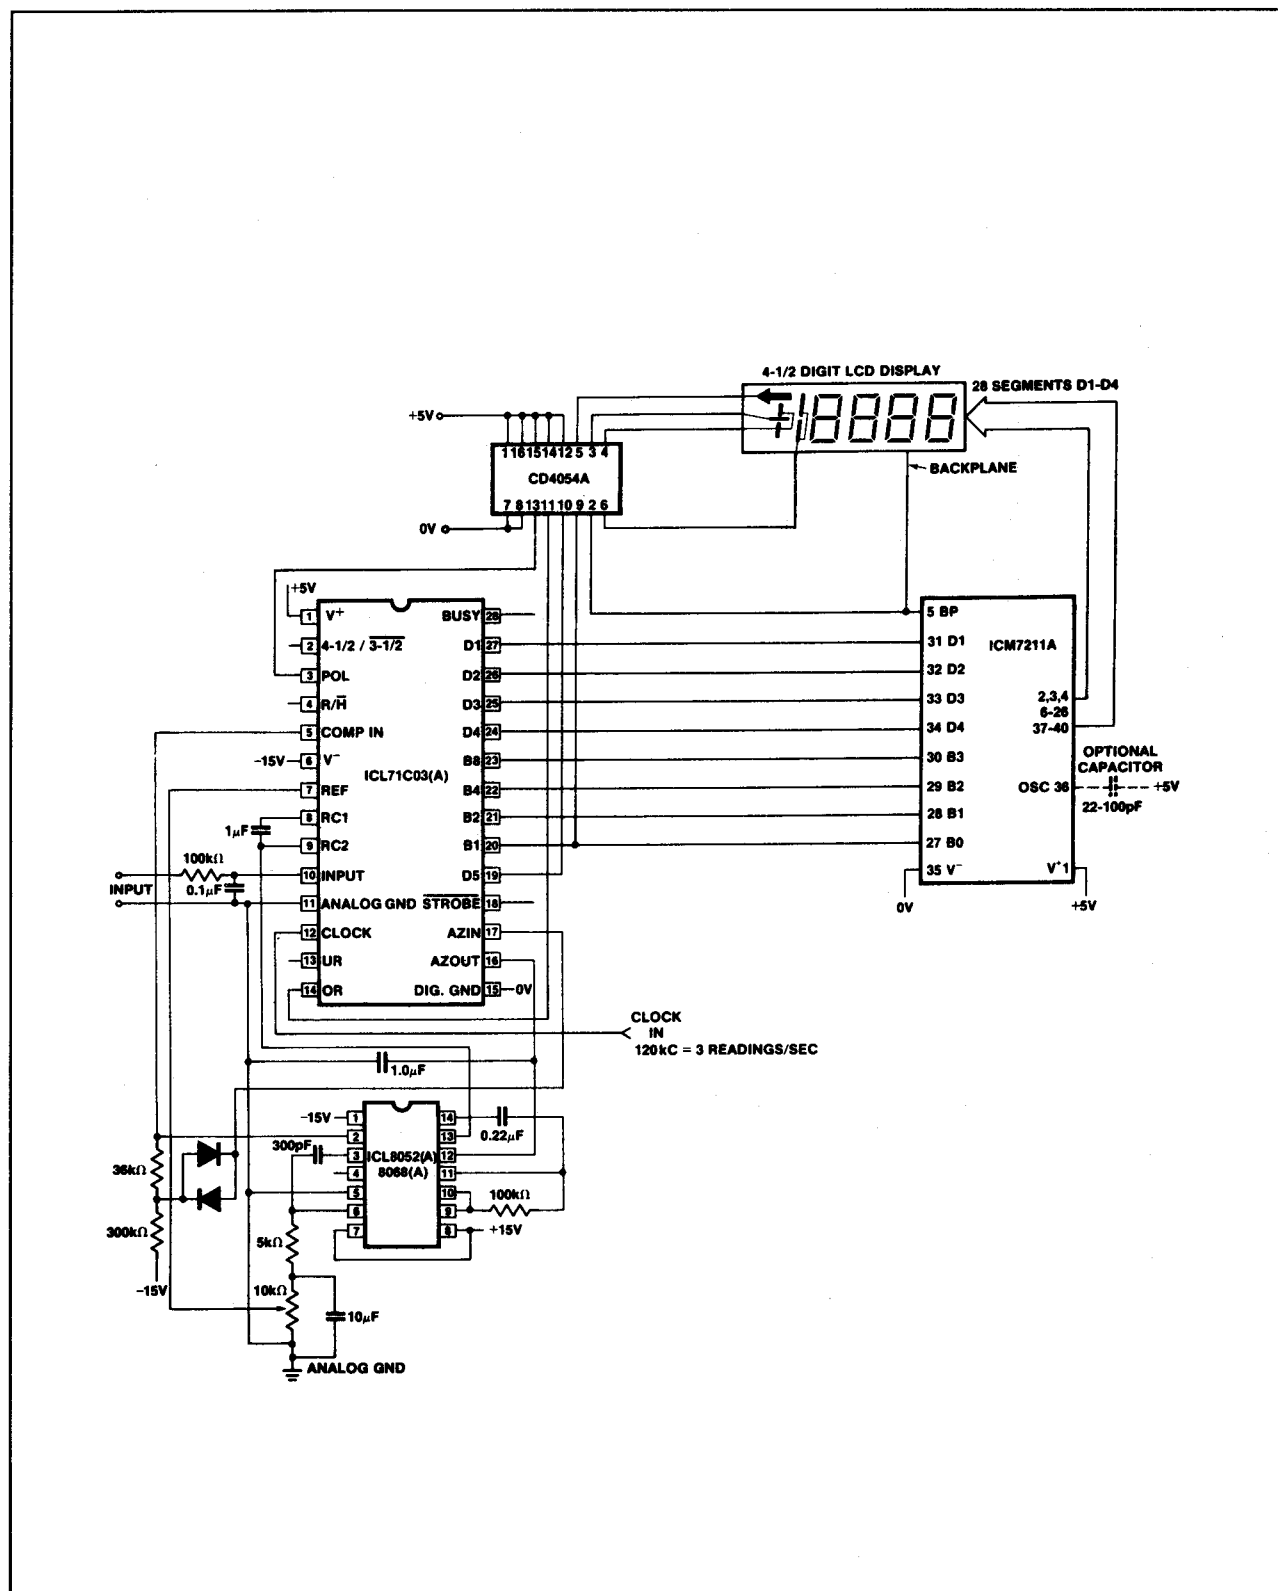 4-1/2 DIGIT LCD DISPLAY
28 SEGMENTS D1-D4
+5V
1 16 15 14 12 5 3 4
CD4054A
7 8 13 11 10 9 2 6
0V
BACKPLANE
+5V
1 V+
2 4-1/2 / 3-1/2
3 POL
4 R/H
5 COMP IN
-15V 6 V-
7 REF
8 RC1
9 RC2
10 INPUT
11 ANALOG GND
12 CLOCK
13 UR
14 OR
ICL71C03(A)
BUSY 28
D1 27
D2 26
D3 25
D4 24
B8 23
B4 22
B2 21
B1 20
D5 19
STROBE 18
AZIN 17
AZOUT 16
DIG. GND 15 0V
1μF
100kΩ
INPUT
0.1μF
5 BP
31 D1
32 D2
33 D3
34 D4
30 B3
29 B2
28 B1
27 B0
35 V-
ICM7211A
2,3,4
6-26
37-40
OSC 36
V+ 1
OPTIONAL
CAPACITOR
+5V
22-100pF
0V
+5V
CLOCK
IN
120kC = 3 READINGS/SEC
1.0μF
-15V
1
2
3
4
5
6
7
ICL8052(A)
8068(A)
14
13
12
11
10
9
8
0.22μF
300pF
100kΩ
+15V
36kΩ
300kΩ
-15V
5kΩ
10kΩ
10μF
ANALOG GND